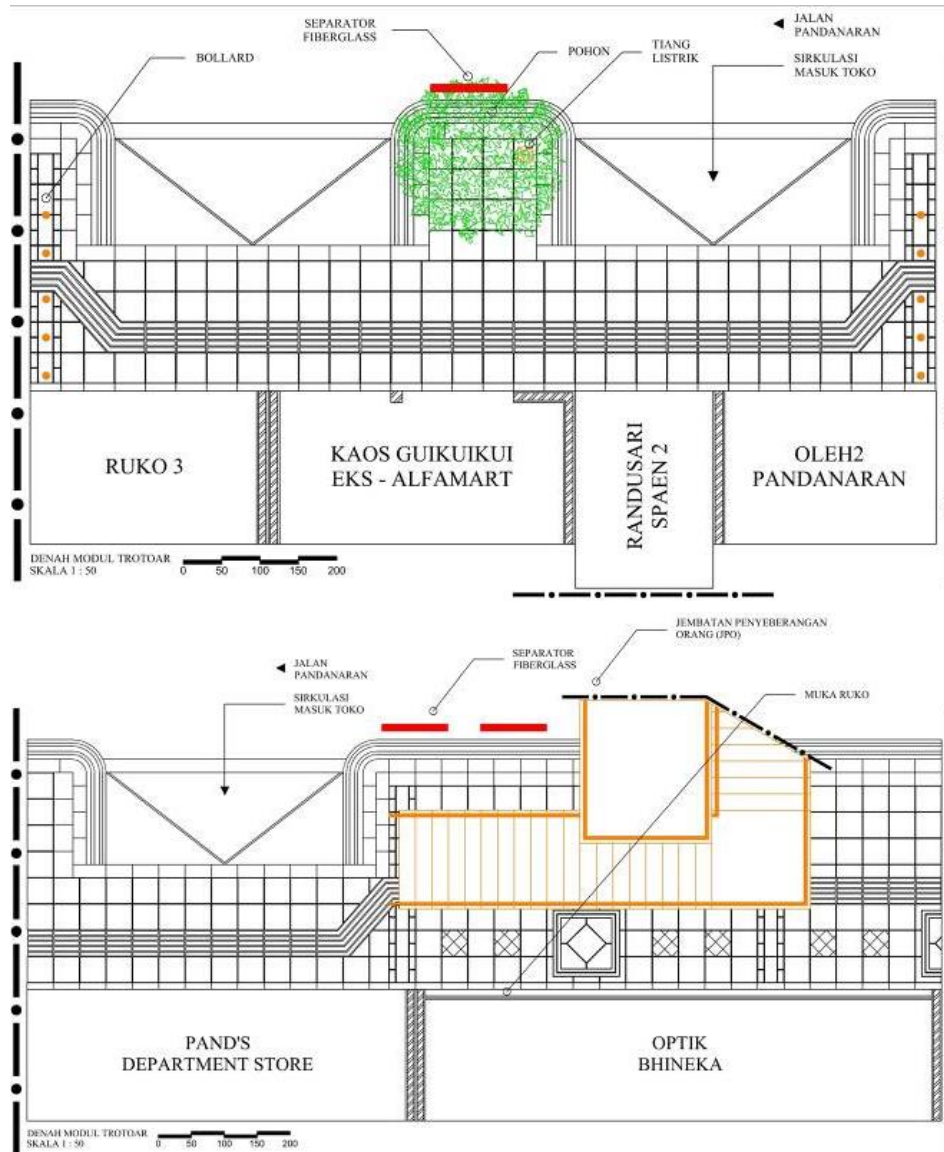 SEPARATOR
FIBERGLASS
JALAN
PANDANARAN
BOLLARD
POHON
TIANG
LISTRIK
SIRKULASI
MASUK TOKO
RUKO 3
KAOS GUIKUIKUI
EKS - ALFAMART
RANDUSARI
SPAEN 2
OLEH2
PANDANARAN
DENAH MODUL TROTOAR
SKALA 1 : 50
0 50 100 150 200
JEMBATAN PENYEBERANGAN
ORANG (JPO)
SEPARATOR
FIBERGLASS
JALAN
PANDANARAN
SIRKULASI
MASUK TOKO
MUKA RUKO
PAND'S
DEPARTMENT STORE
OPTIK
BHINEKA
DENAH MODUL TROTOAR
SKALA 1 : 50
0 50 100 150 200